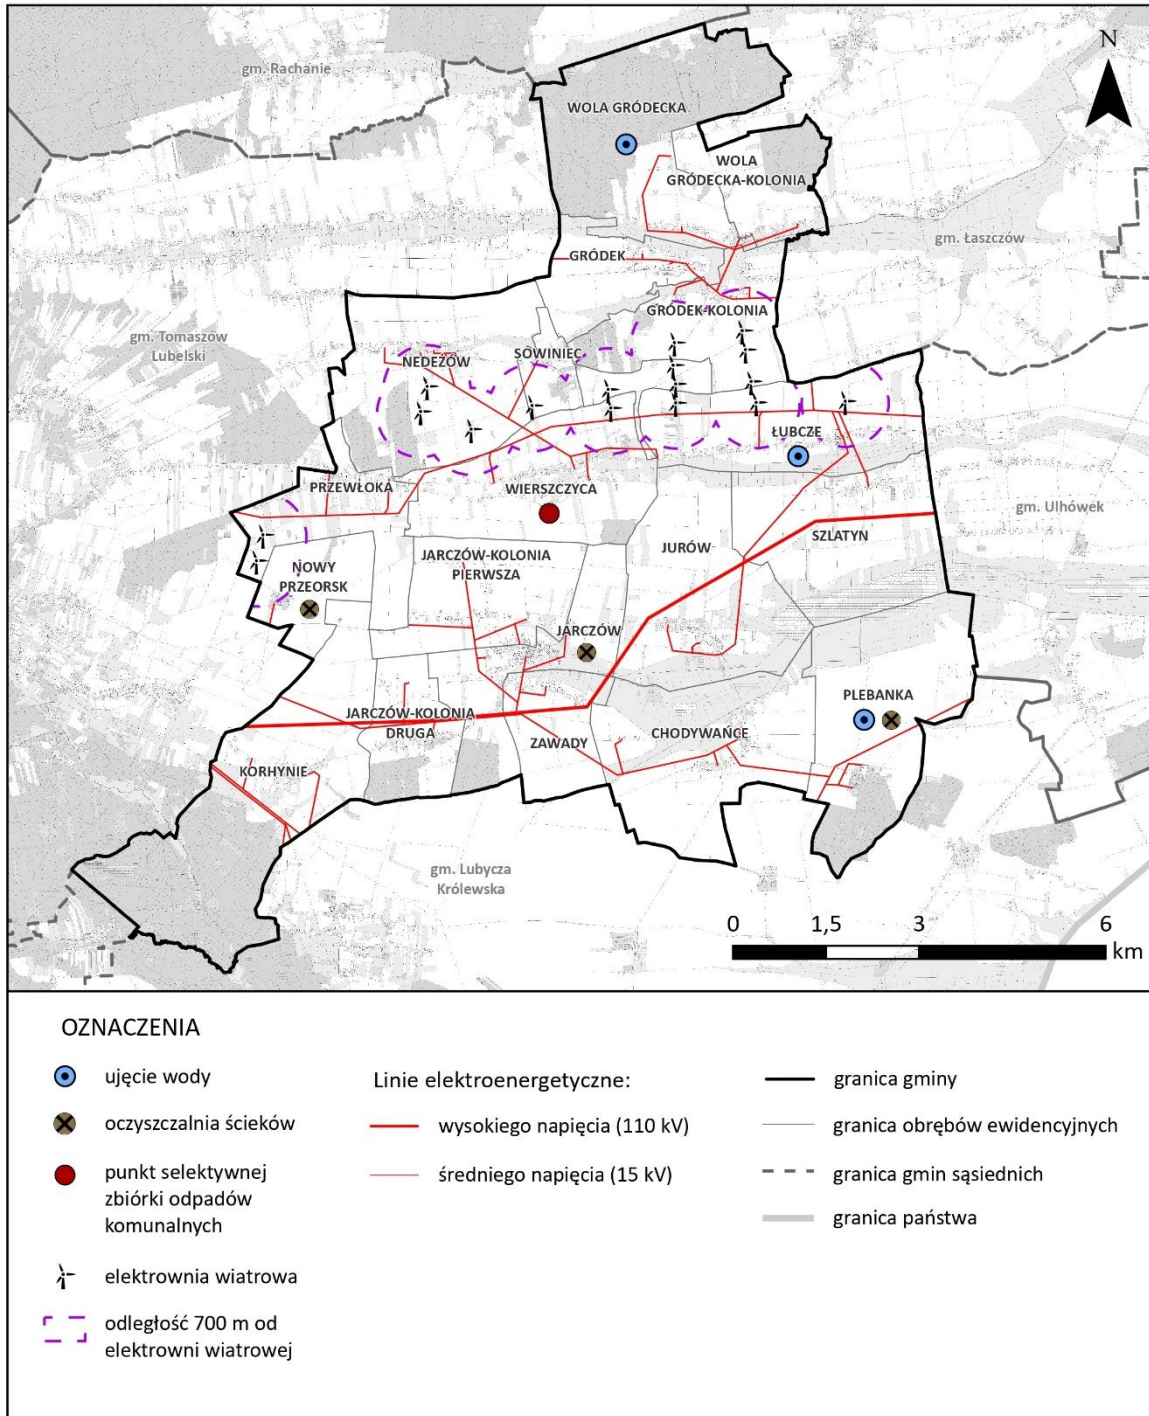 N
gm. Rachanie
WOLA GRÓDECKA
WOLA
GRÓDECKA-KOLONIA
gm. Łaszczów
GRÓDEK
GRÓDEK-KOLONIA
gm. Tomaszów
Lubelski
SOWINIEC
NEDEŻÓW
ŁUBCZE
PRZEWŁOKA
WIERSZCZYCA
gm. Ulhówek
SZLATYN
JURÓW
JARCZÓW-KOLONIA
PIERWSZA
NOWY
PRZEORSK
JARCZÓW
PLEBANKA
JARCZÓW-KOLONIA
DRUGA
ZAWADY
CHODYWAŃCE
KORHYNIE
gm. Lubycza
Królewska
0 1,5 3 6
km
OZNACZENIA
ujęcie wody
oczyszczalnia ścieków
punkt selektywnej
zbiórki odpadów
komunalnych
elektrownia wiatrowa
odległość 700 m od
elektrowni wiatrowej
Linie elektroenergetyczne:
wysokiego napięcia (110 kV)
średniego napięcia (15 kV)
granica gminy
granica obrębów ewidencyjnych
granica gmin sąsiednich
granica państwa